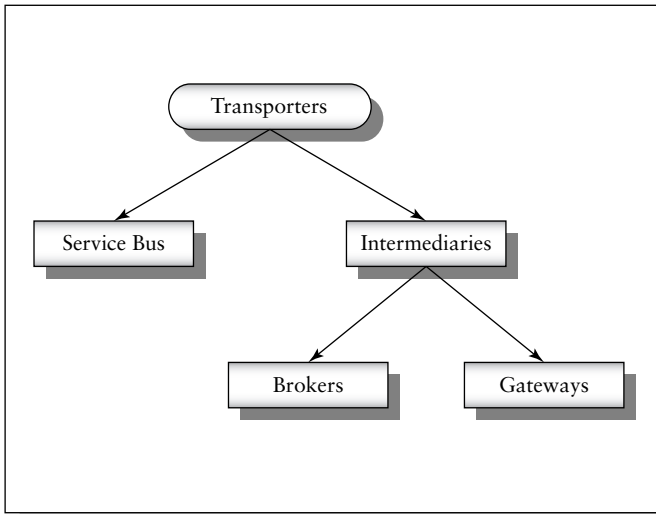 Transporters
Service Bus
Intermediaries
Brokers
Gateways